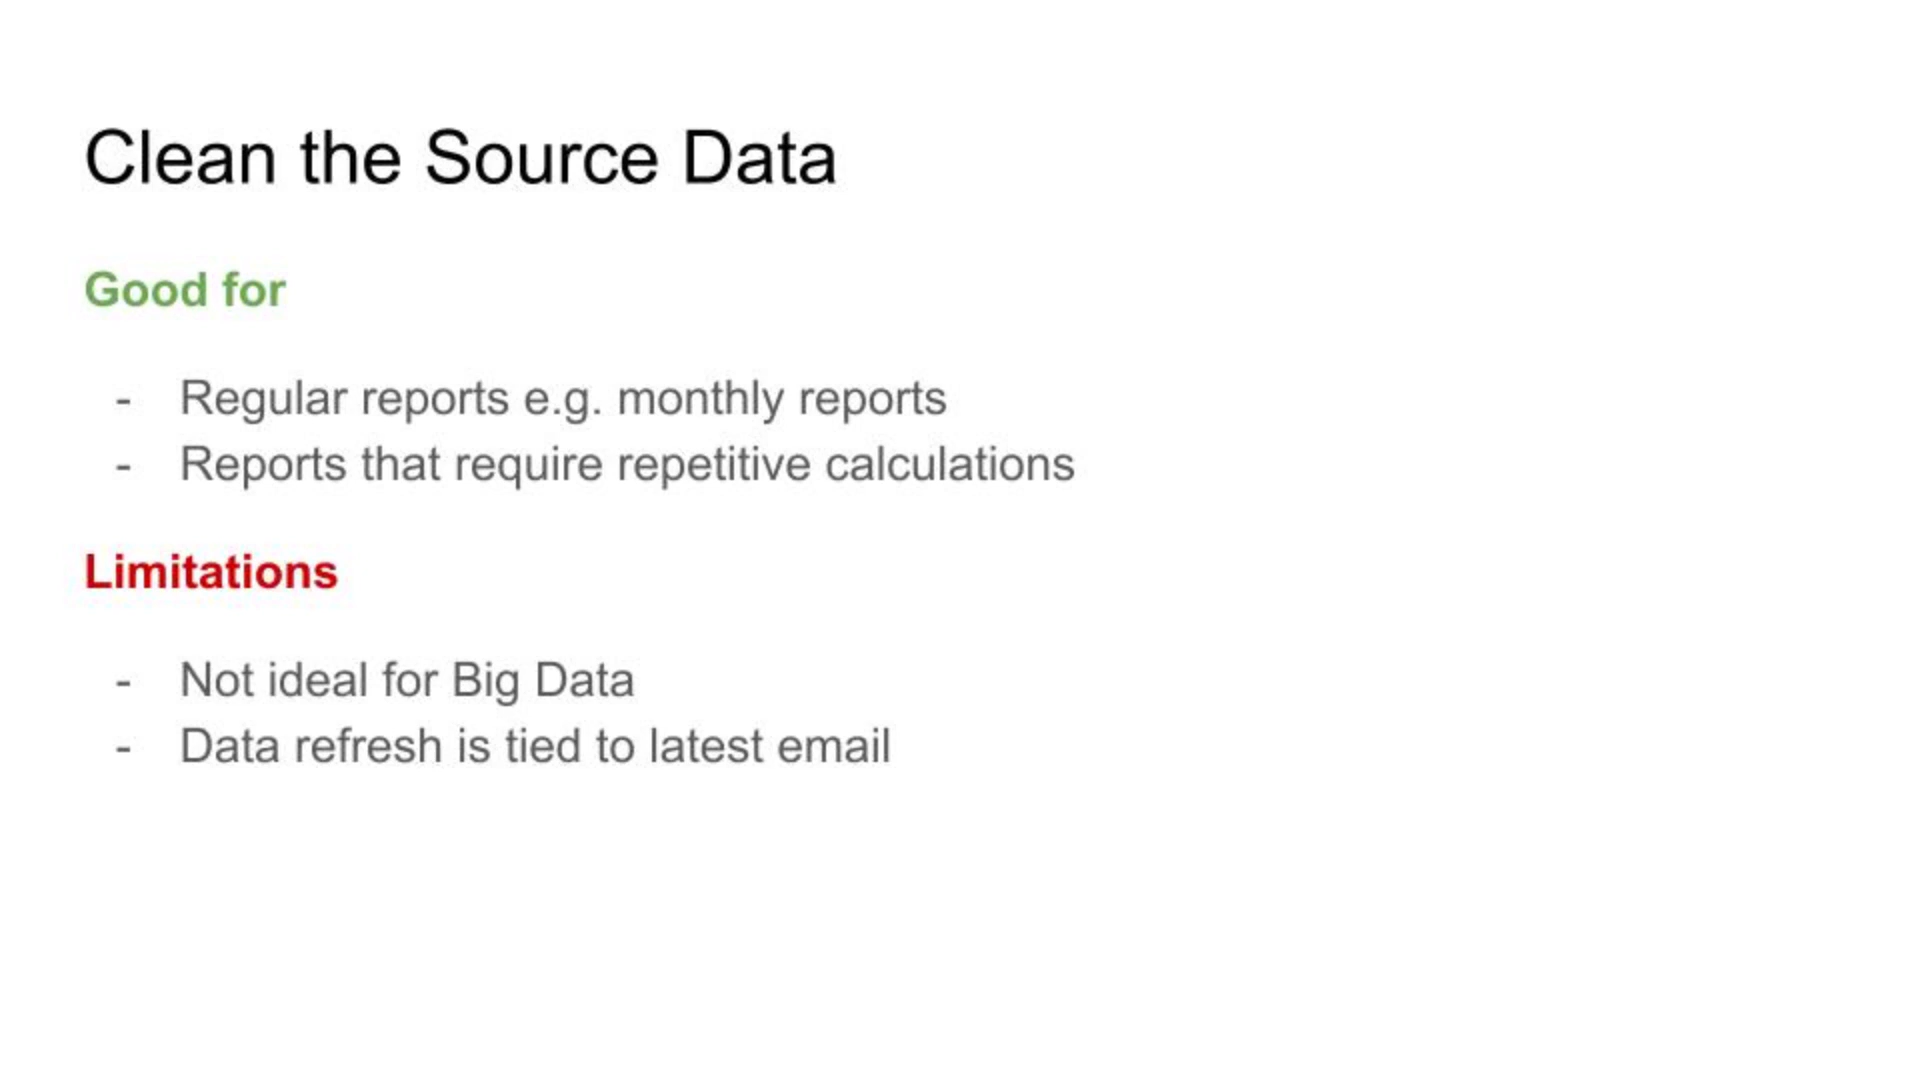 Clean the Source Data
Good for
- Regular reports e.g. monthly reports
- Reports that require repetitive calculations
Limitations
- Not ideal for Big Data
- Data refresh is tied to latest email